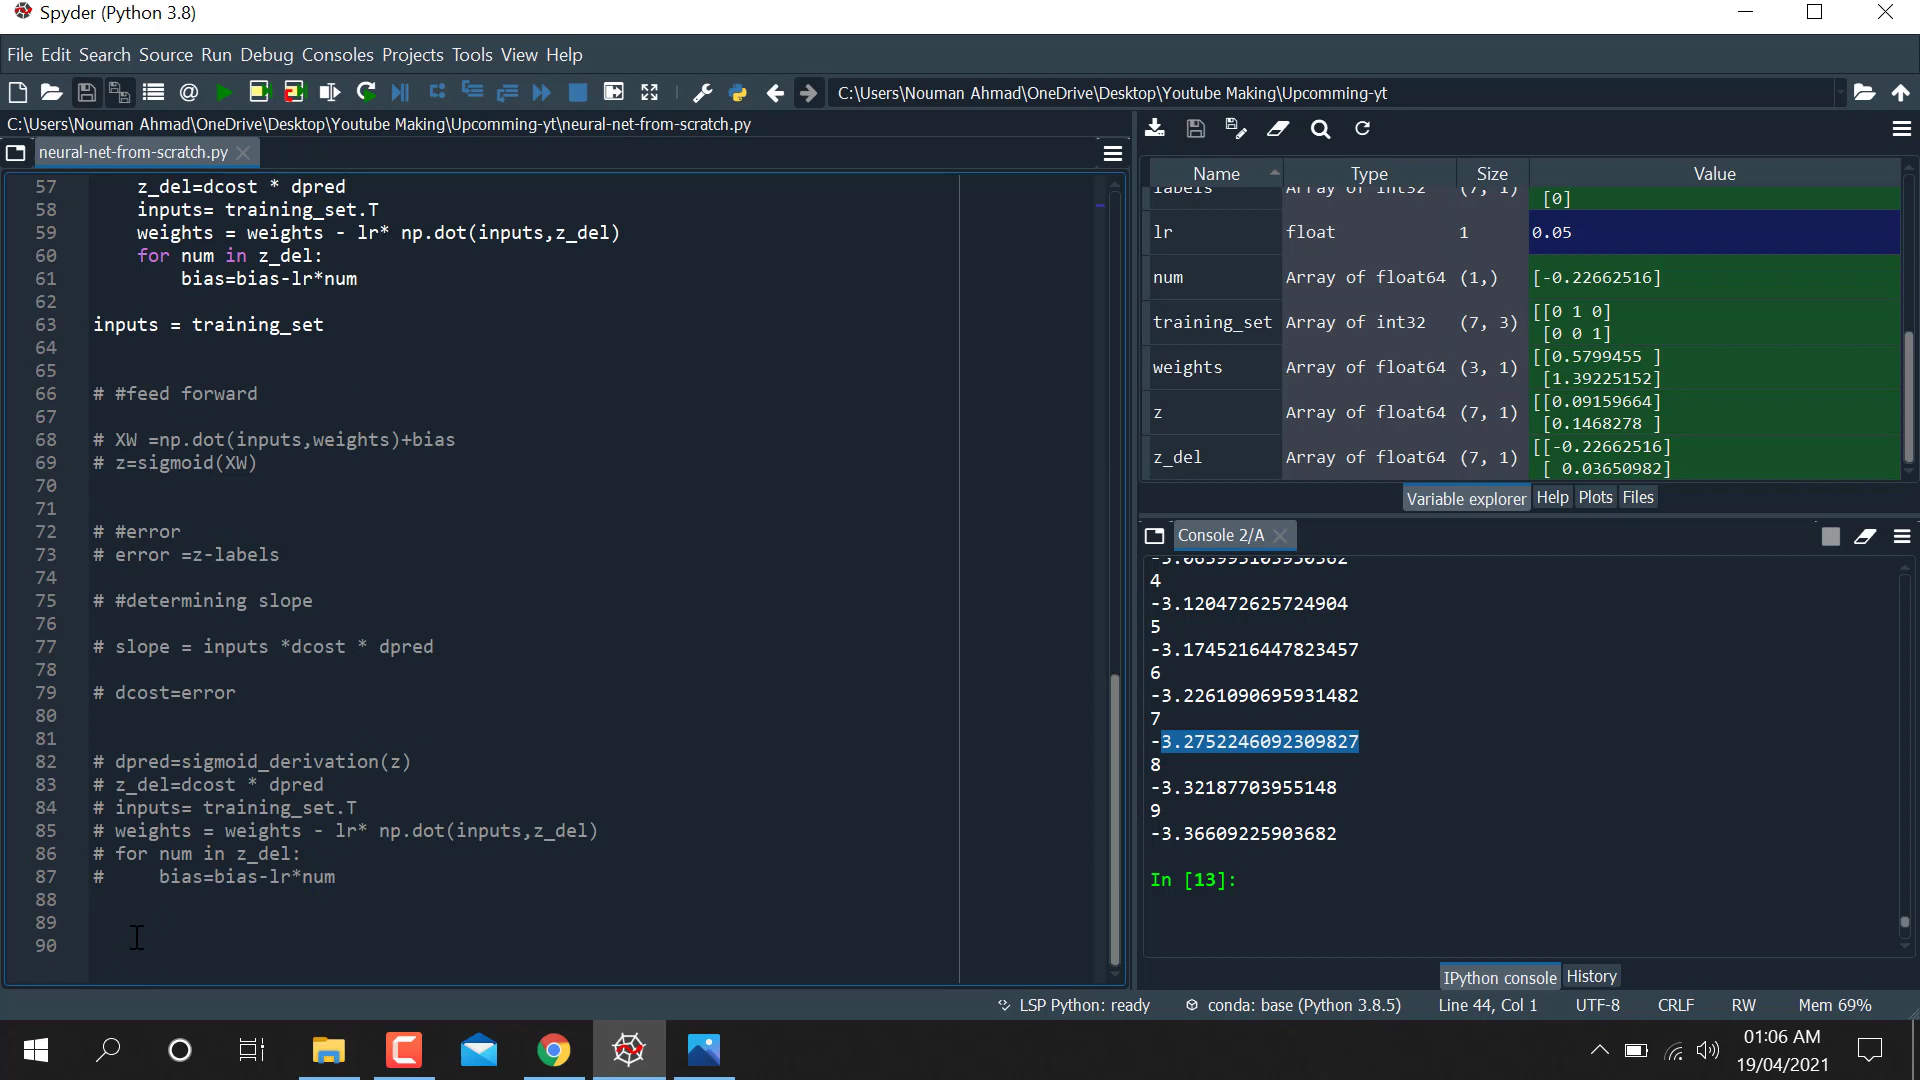 Spyder (Python 3.8)
File Edit Search Source Run Debug Consoles Projects Tools View Help
C:\Users\Nouman Ahmad\OneDrive\Desktop\Youtube Making\Upcomming-yt
C:\Users\Nouman Ahmad\OneDrive\Desktop\Youtube Making\Upcomming-yt\neural-net-from-scratch.py
neural-net-from-scratch.py
57 z_del=dcost * dpred
58 inputs= training_set.T
59 weights = weights - lr* np.dot(inputs,z_del)
60 for num in z_del:
61 bias=bias-lr*num
62
63 inputs = training_set
64
65
66 # #feed forward
67
68 # XW =np.dot(inputs,weights)+bias
69 # z=sigmoid(XW)
70
71
72 # #error
73 # error =z-labels
74
75 # #determining slope
76
77 # slope = inputs *dcost * dpred
78
79 # dcost=error
80
81
82 # dpred=sigmoid_derivation(z)
83 # z_del=dcost * dpred
84 # inputs= training_set.T
85 # weights = weights - lr* np.dot(inputs,z_del)
86 # for num in z_del:
87 # bias=bias-lr*num
88
89
90
Name Type Size Value
labels Array of int32 (7, 1) [0]
lr float 1 0.05
num Array of float64 (1,) [-0.22662516]
training_set Array of int32 (7, 3) [[0 1 0]
[0 0 1]
weights Array of float64 (3, 1) [[0.5799455 ]
[1.39225152]
z Array of float64 (7, 1) [[0.09159664]
[0.1468278 ]
z_del Array of float64 (7, 1) [[-0.22662516]
[ 0.03650982]
Variable explorer Help Plots Files
Console 2/A
4
-3.120472625724904
5
-3.1745216447823457
6
-3.2261090695931482
7
-3.2752246092309827
8
-3.32187703955148
9
-3.36609225903682
In [13]:
IPython console History
LSP Python: ready conda: base (Python 3.8.5) Line 44, Col 1 UTF-8 CRLF RW Mem 69%
01:06 AM
19/04/2021